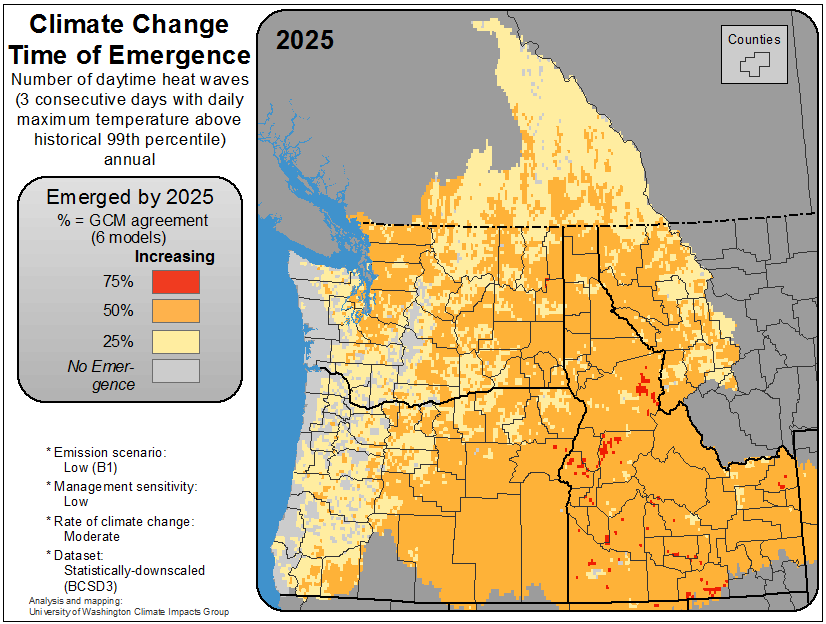 Climate Change
Time of Emergence
Number of daytime heat waves
(3 consecutive days with daily
maximum temperature above
historical 99th percentile)
annual
Emerged by 2025
% = GCM agreement
(6 models)
Increasing
75%
50%
25%
No Emer-
gence
* Emission scenario:
Low (B1)
* Management sensitivity:
Low
* Rate of climate change:
Moderate
* Dataset:
Statistically-downscaled
(BCSD3)
Analysis and mapping:
University of Washington Climate Impacts Group
2025
Counties